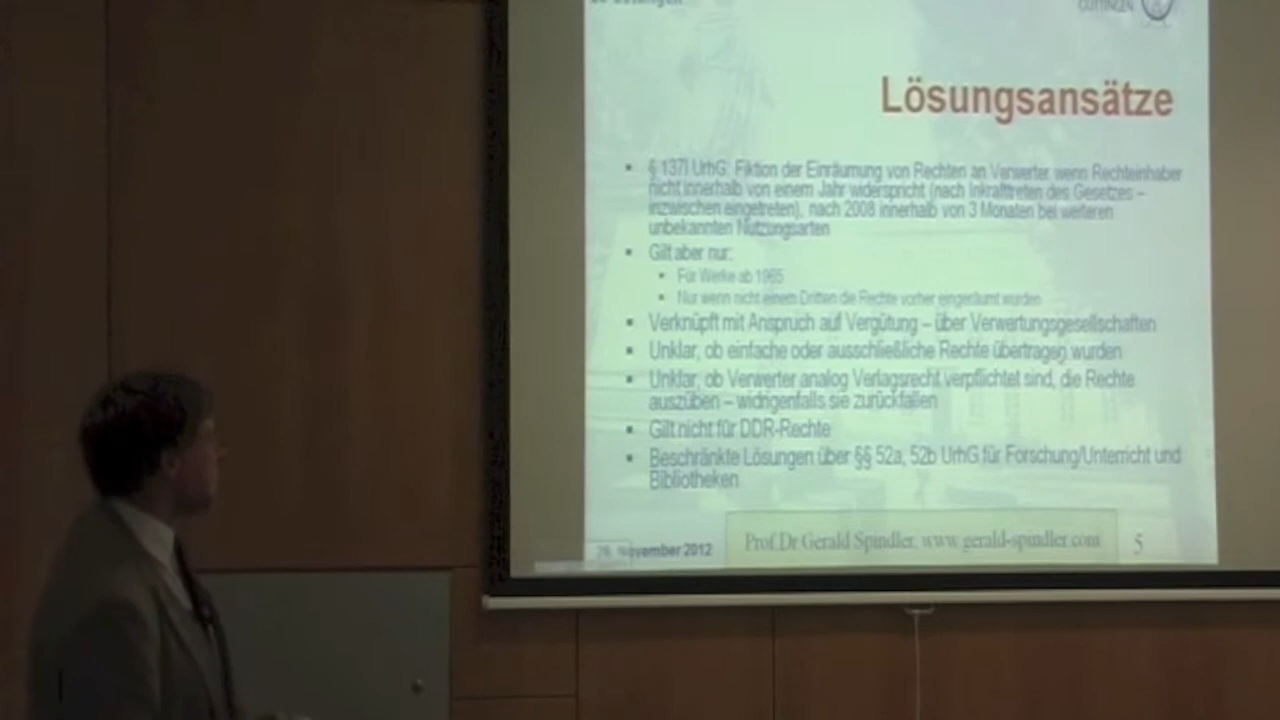 Lösungsansätze
§ 137l UrhG: Fiktion der Einräumung von Rechten an Verwerter, wenn Rechteinhaber
nicht innerhalb von einem Jahr widerspricht (nach Inkrafttreten des Gesetzes –
inzwischen eingetreten), nach 2008 innerhalb von 3 Monaten bei weiteren
unbekannten Nutzungsarten
Gilt aber nur:
Für Werke ab 1965
Nur wenn nicht einem Dritten die Rechte vorher eingeräumt wurden
Verknüpft mit Anspruch auf Vergütung – über Verwertungsgesellschaften
Unklar, ob einfache oder ausschließliche Rechte übertragen wurden
Unklar, ob Verwerter analog Verlagsrecht verpflichtet sind, die Rechte
auszuüben – widrigenfalls sie zurückfallen
Gilt nicht für DDR-Rechte
Beschränkte Lösungen über §§ 52a, 52b UrhG für Forschung/Unterricht und
Bibliotheken
November 2012
Prof.Dr Gerald Spindler, www.gerald-spindler.com
5